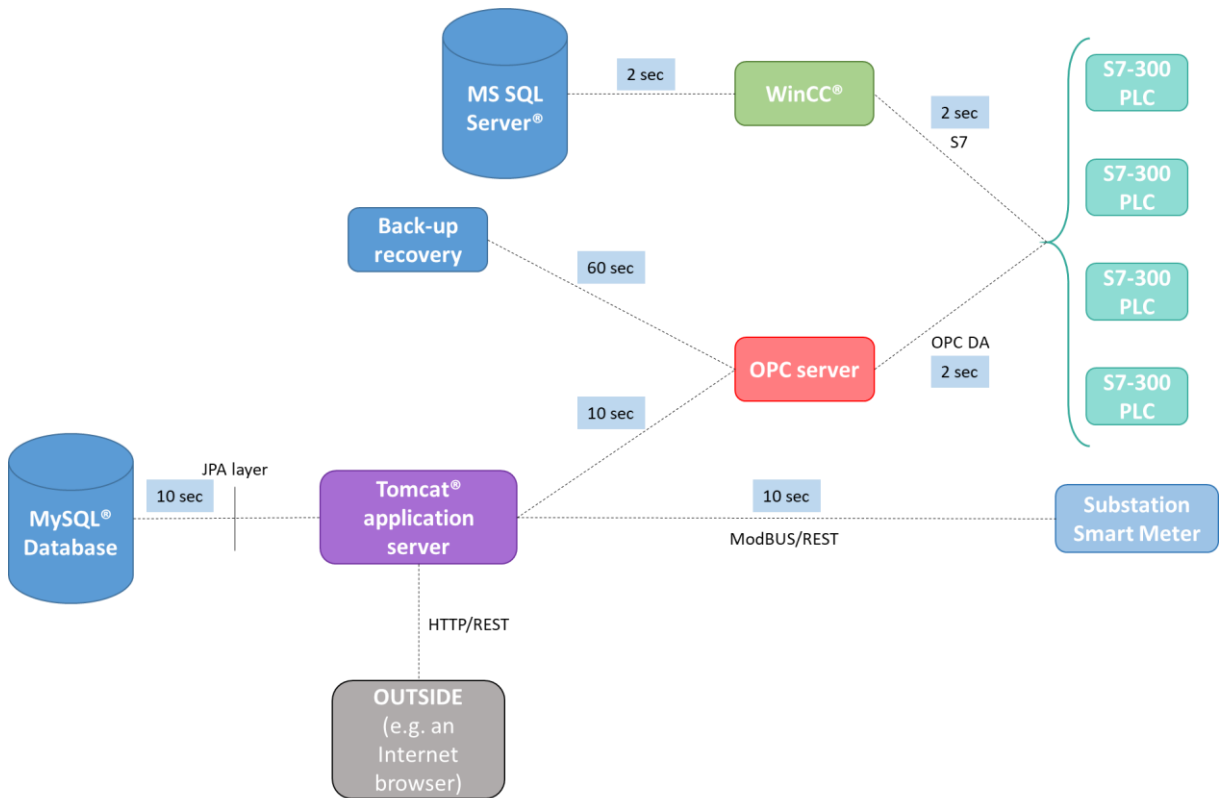 MS SQL
Server®
2 sec
WinCC®
2 sec
S7
S7-300
PLC
S7-300
PLC
Back-up
recovery
60 sec
S7-300
PLC
OPC DA
2 sec
OPC server
S7-300
PLC
10 sec
MySQL®
Database
10 sec
JPA layer
Tomcat®
application
server
10 sec
ModBUS/REST
Substation
Smart Meter
HTTP/REST
OUTSIDE
(e.g. an
Internet
browser)